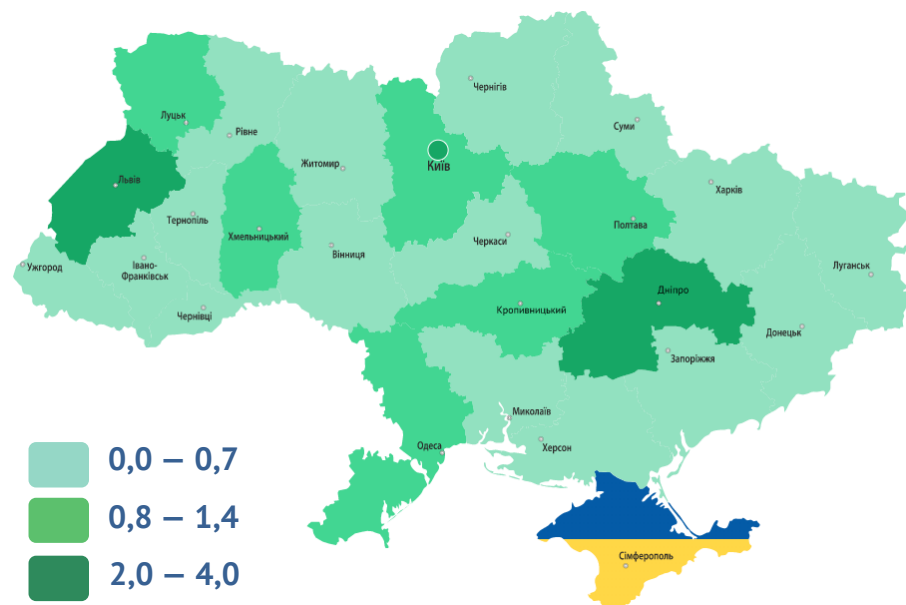 Чернігів
Луцьк
Рівне
Суми
Житомир
Київ
Львів
Харків
Тернопіль
Хмельницький
Полтава
Черкаси
Вінниця
Ужгород
Івано-
Франківськ
Луганськ
Дніпро
Кропивницький
Чернівці
Донецьк
Запоріжжя
Миколаїв
Херсон
Одеса
0,0 – 0,7
0,8 – 1,4
2,0 – 4,0
Сімферополь